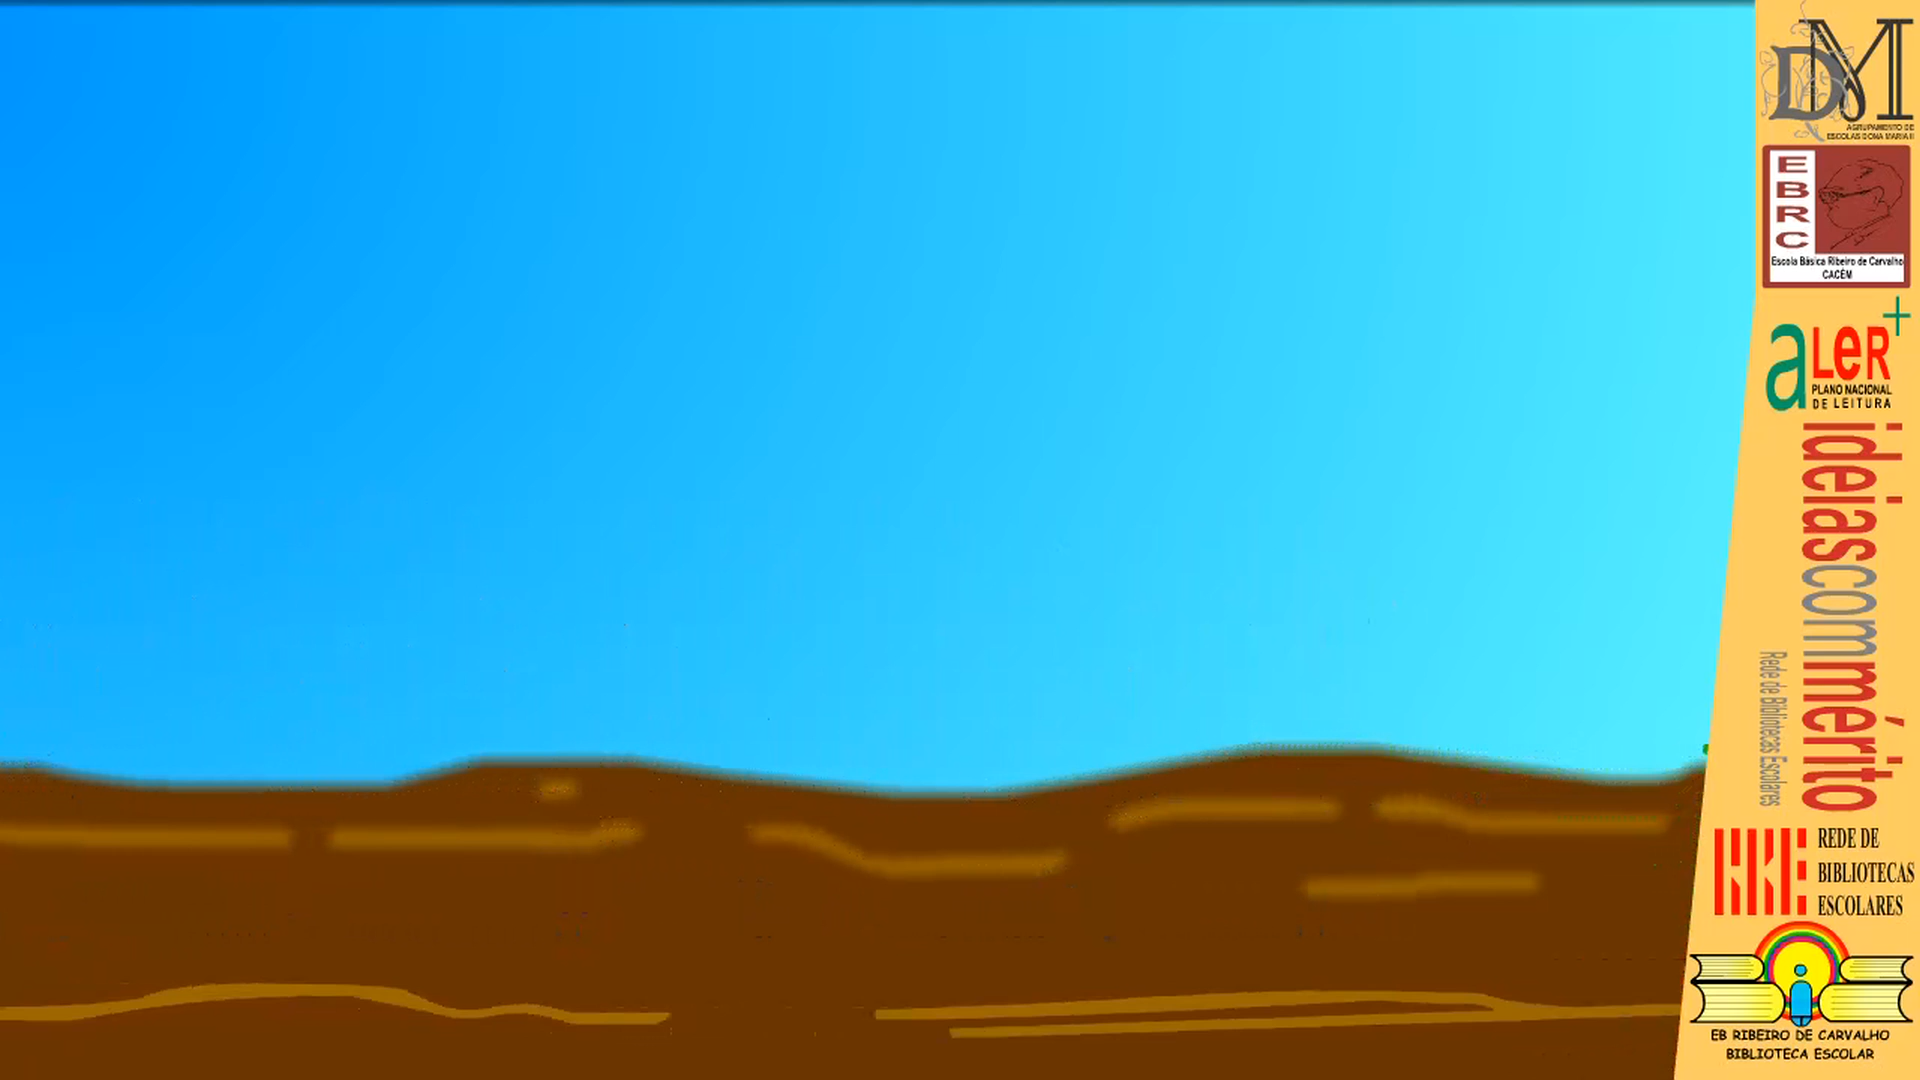 DM
AGRUPAMENTO DE
ESCOLAS DONA MARIA II
EBRC
Escola Básica Ribeiro de Carvalho
CACÉM
a LeR+
PLANO NACIONAL
DE LEITURA
ideiascommérito
Rede de Bibliotecas Escolares
REDE DE
BIBLIOTECAS
ESCOLARES
EB RIBEIRO DE CARVALHO
BIBLIOTECA ESCOLAR